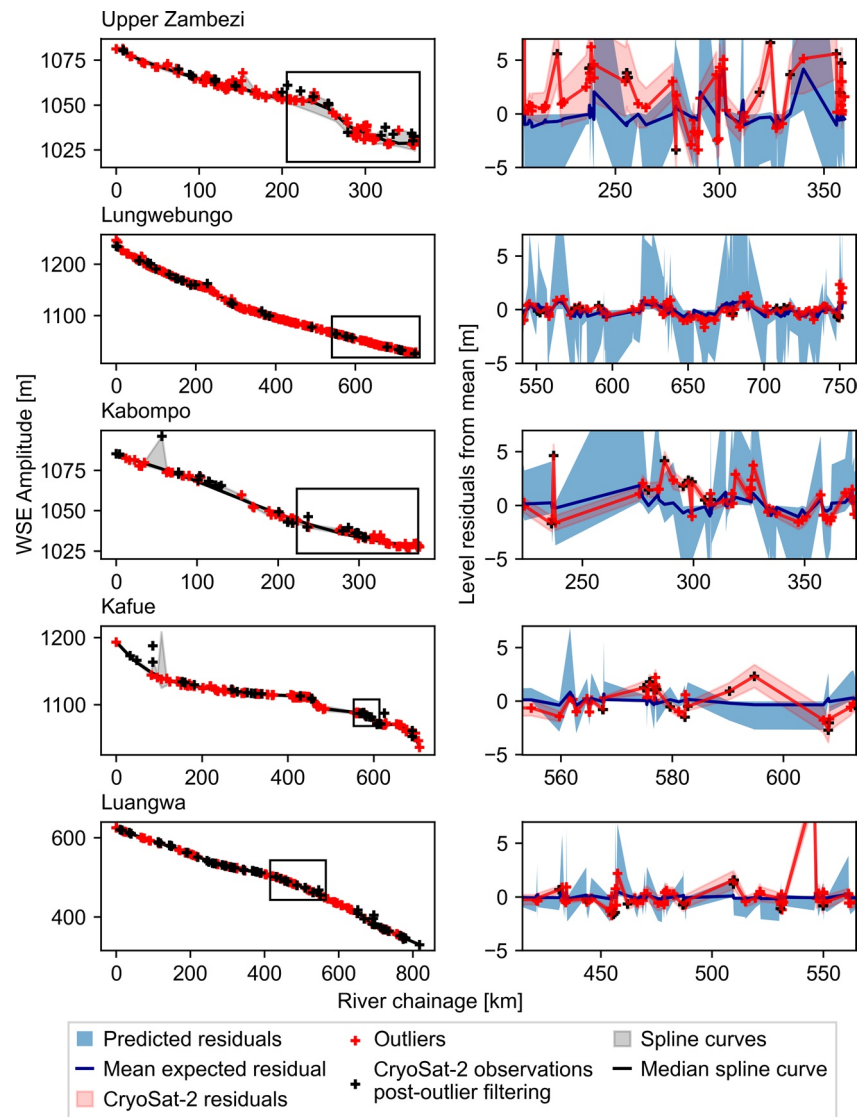 Upper Zambezi
1075
1050
1025
0 100 200 300
5
0
−5
250 300 350
Lungwebungo
1200
1100
0 200 400 600
5
0
−5
550 600 650 700 750
Kabompo
1075
1050
1025
0 100 200 300
5
0
−5
250 300 350
Kafue
1200
1100
0 200 400 600
5
0
−5
560 580 600
Luangwa
600
400
0 200 400 600 800
5
0
−5
450 500 550
WSE Amplitude [m]
Level residuals from mean [m]
River chainage [km]
Predicted residuals
Mean expected residual
CryoSat-2 residuals
Outliers
CryoSat-2 observations
post-outlier filtering
Spline curves
Median spline curve